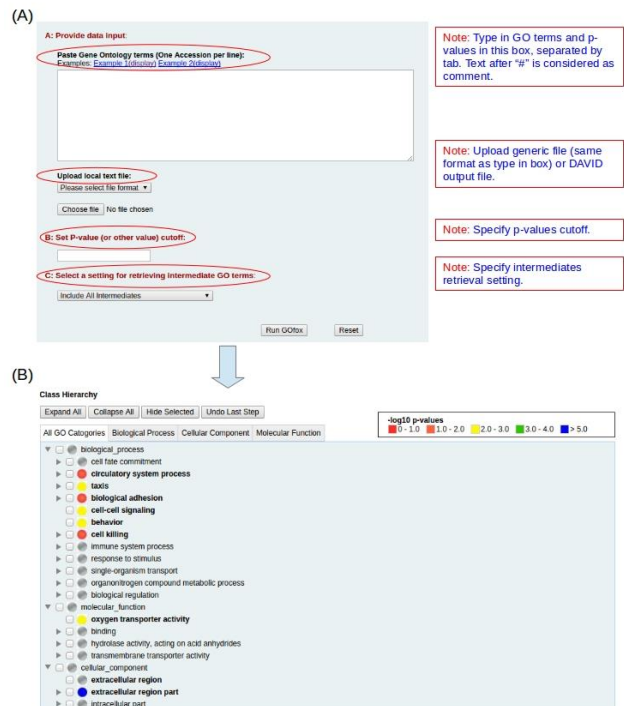 (A)
A: Provide data input:
Paste Gene Ontology terms (One Accession per line):
Examples: Example 1(display) Example 2(display)
Upload local text file:
Please select file format
Choose file No file chosen
B: Set P-value (or other value) cutoff:
C: Select a setting for retrieving intermediate GO terms:
Include All Intermediates
Run GOfox Reset
Note: Type in GO terms and p-
values in this box, separated by
tab. Text after “#” is considered as
comment.
Note: Upload generic file (same
format as type in box) or DAVID
output file.
Note: Specify p-values cutoff.
Note: Specify intermediates
retrieval setting.
(B)
Class Hierarchy
Expand All Collapse All Hide Selected Undo Last Step
-log10 p-values
0 - 1.0 1.0 - 2.0 2.0 - 3.0 3.0 - 4.0 > 5.0
All GO Catogories Biological Process Cellular Component Molecular Function
biological_process
cell fate commitment
circulatory system process
taxis
biological adhesion
cell-cell signaling
behavior
cell killing
immune system process
response to stimulus
single-organism transport
organonitrogen compound metabolic process
biological regulation
molecular_function
oxygen transporter activity
binding
hydrolase activity, acting on acid anhydrides
transmembrane transporter activity
cellular_component
extracellular region
extracellular region part
intracellular part